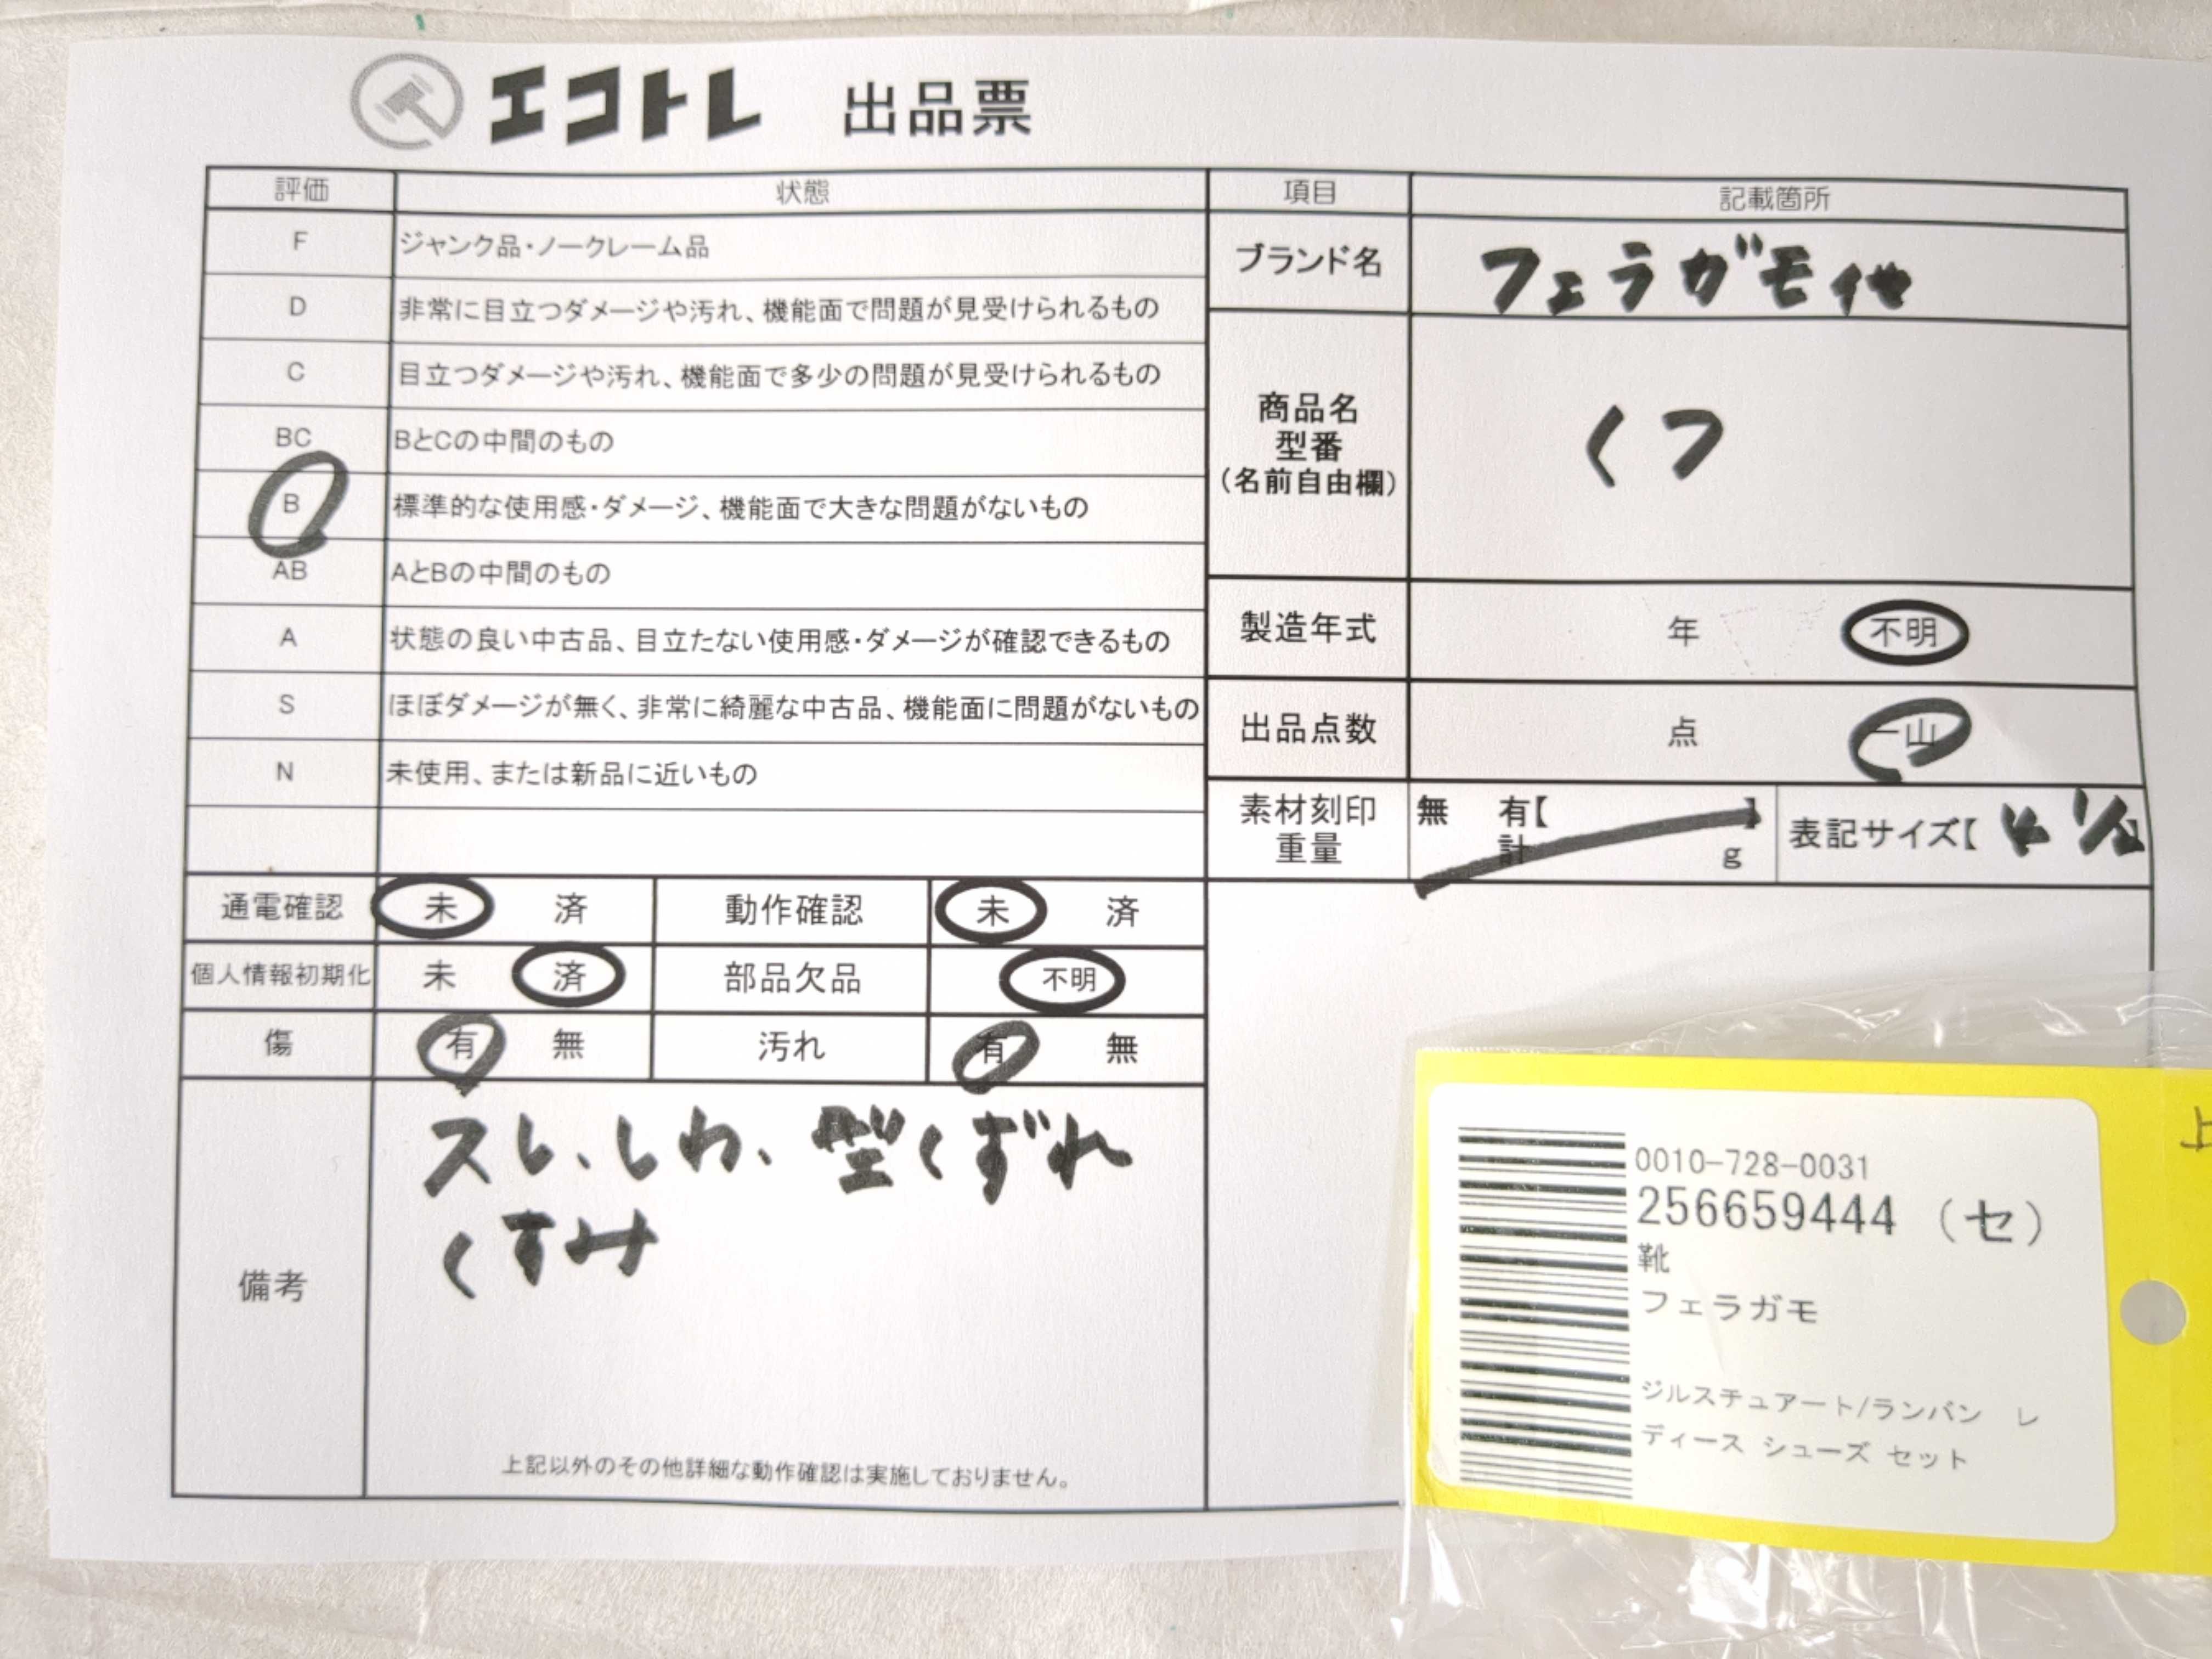 エコトレ 出品票
評価 状態
F ジャンク品・ノークレーム品
D 非常に目立つダメージや汚れ、機能面で問題が見受けられるもの
C 目立つダメージや汚れ、機能面で多少の問題が見受けられるもの
BC BとCの中間のもの
B 標準的な使用感・ダメージ、機能面で大きな問題がないもの
AB AとBの中間のもの
A 状態の良い中古品、目立たない使用感・ダメージが確認できるもの
S ほぼダメージが無く、非常に綺麗な中古品、機能面に問題がないもの
N 未使用、または新品に近いもの
通電確認 未 済 動作確認 未 済
個人情報初期化 未 済 部品欠品 不明
傷 有 無 汚れ 有 無
備考
スレ、しわ、型くずれ
くすみ
上記以外のその他詳細な動作確認は実施しておりません。
項目 記載箇所
ブランド名 フェラガモ他
商品名
型番
(名前自由欄)
くつ
製造年式 年 不明
出品点数 点 一山
素材刻印 無 有【 】
重量 計 g
表記サイズ【 4 1/2】
0010-728-0031
256659444 (セ)
靴
フェラガモ
ジルスチュアート/ランバン レ
ディース シューズ セット